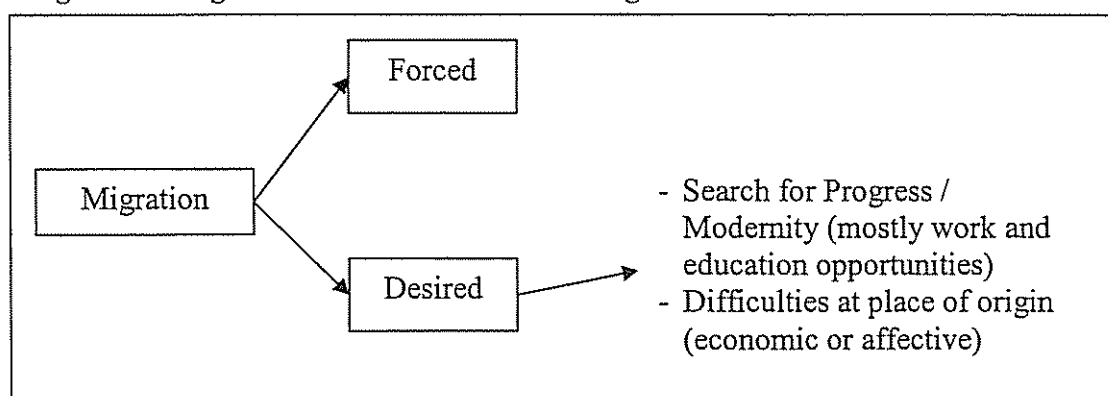 Forced
Migration
- Search for Progress /
Modernity (mostly work and
education opportunities)
Desired
- Difficulties at place of origin
(economic or affective)